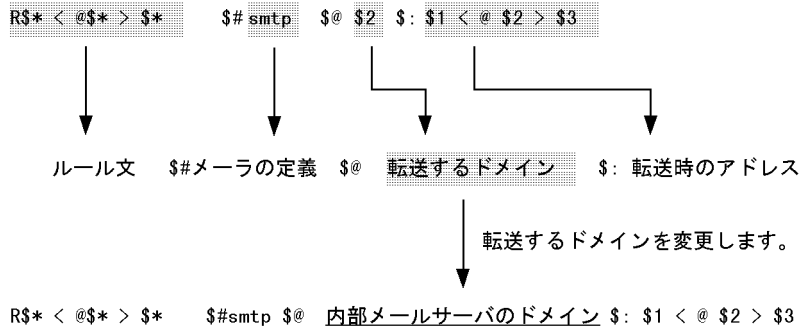 R$* < @$* > $* $# smtp $@ $2 $: $1 < @ $2 > $3
ルール文 $#メーラの定義 $@ 転送するドメイン $: 転送時のアドレス
転送するドメインを変更します。
R$* < @$* > $* $#smtp $@ 内部メールサーバのドメイン $: $1 < @ $2 > $3